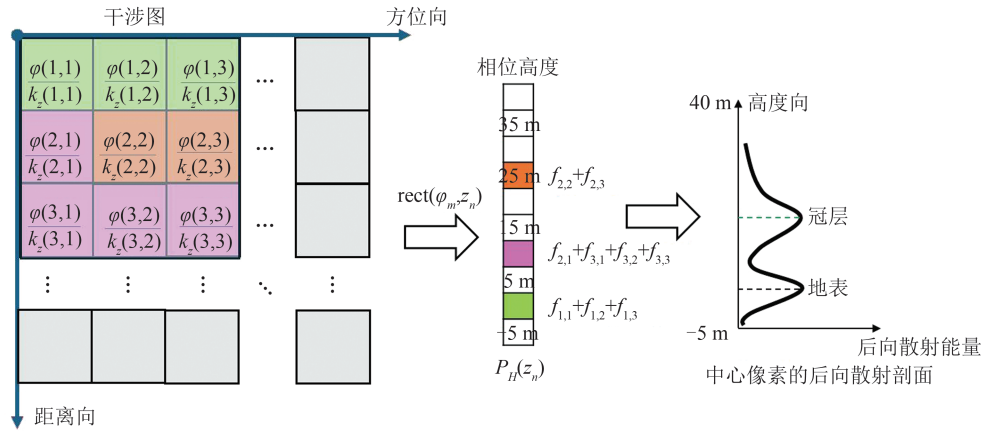 干涉图
方位向
φ(1,1)/k_z(1,1) φ(1,2)/k_z(1,2) φ(1,3)/k_z(1,3) …
φ(2,1)/k_z(2,1) φ(2,2)/k_z(2,2) φ(2,3)/k_z(2,3) …
φ(3,1)/k_z(3,1) φ(3,2)/k_z(3,2) φ(3,3)/k_z(3,3) …
⋮ ⋮ ⋮ ⋱ ⋮
距离向
rect(φ_m,z_n)
相位高度
35 m
25 m f_{2,2}+f_{2,3}
15 m
f_{2,1}+f_{3,1}+f_{3,2}+f_{3,3}
5 m
f_{1,1}+f_{1,2}+f_{1,3}
−5 m
P_H(z_n)
40 m 高度向
冠层
地表
−5 m
后向散射能量
中心像素的后向散射剖面